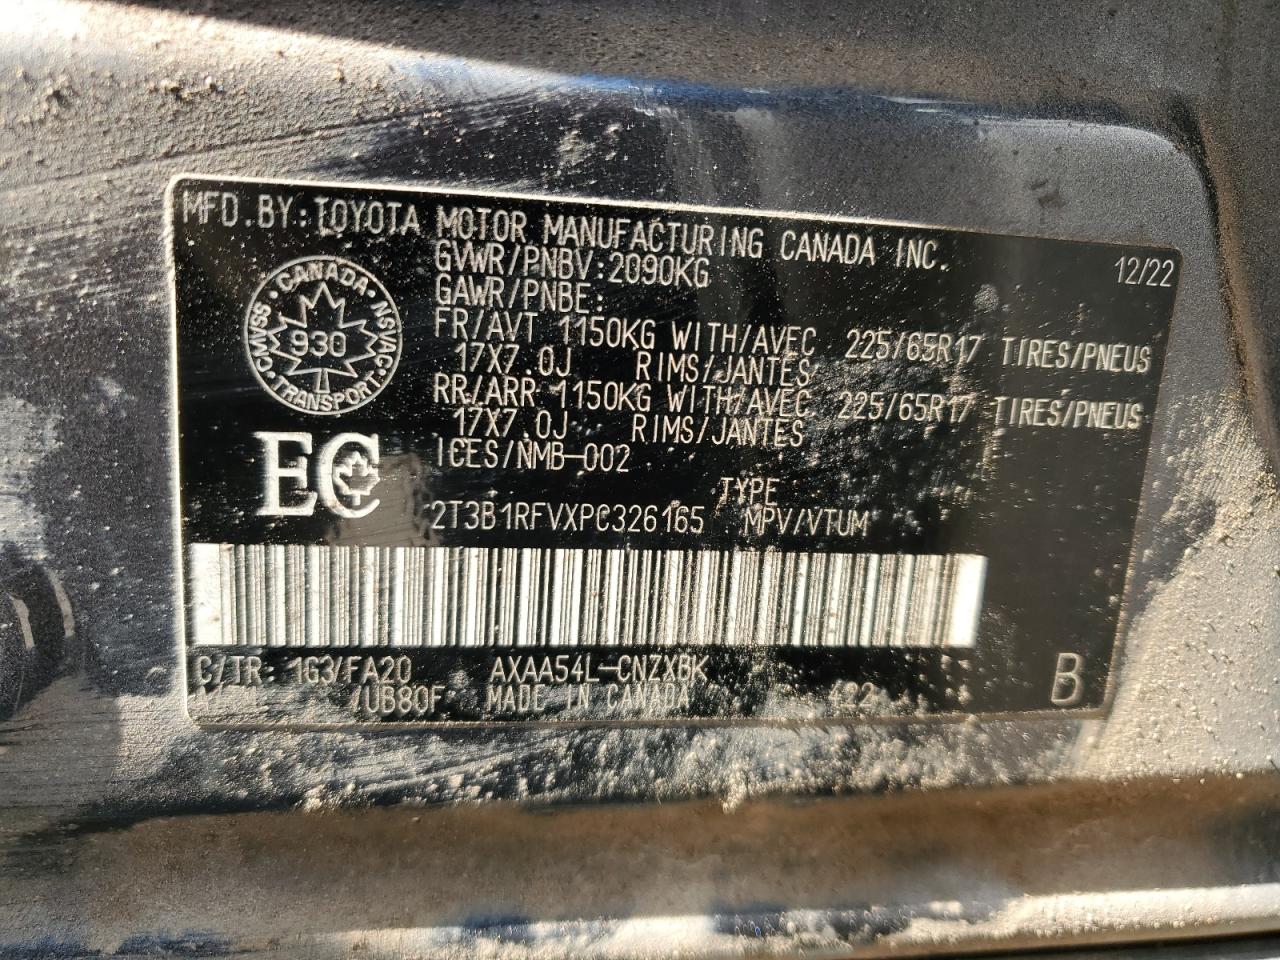 MFD. BY: TOYOTA MOTOR MANUFACTURING CANADA INC.
GVWR/PNBV: 2090KG
12/22
GAWR/PNBE:
FR/AVT 1150KG WITH/AVEC 225/65R17 TIRES/PNEUS
17X7.0J RIMS/JANTES
RR/ARR 1150KG WITH/AVEC 225/65R17 TIRES/PNEUS
17X7.0J RIMS/JANTES
ICES/NMB-002
CANADA · NSVAC · TRANSPORT · CMVSS
930
EC
TYPE
2T3B1RFVXPC326165 MPV/VTUM
C/TR: 1G3/FA20 AXAA54L-CNZXBK
/UB80F MADE IN CANADA 422
B